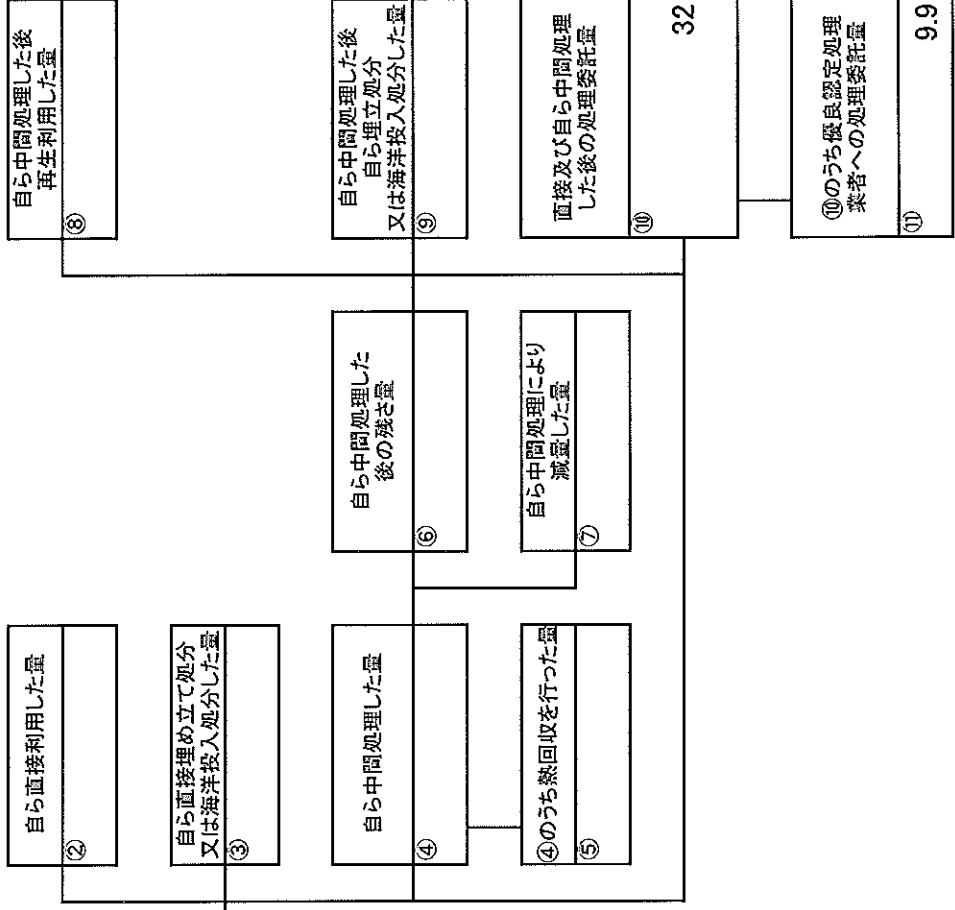 自ら直接利用した量
②
自ら直接埋め立て処分
又は海洋投入処分した量
③
自ら中間処理した量
④
④のうち熱回収を行った量
⑤
自ら中間処理した
後の残さ量
⑥
自ら中間処理により
減量した量
⑦
自ら中間処理した後
再生利用した量
⑧
自ら中間処理した後
自ら埋立処分
又は海洋投入処分した量
⑨
直接及び自ら中間処理
した後の処理委託量
⑩
32
⑩のうち優良認定処理
業者への処理委託量
⑪
9.9